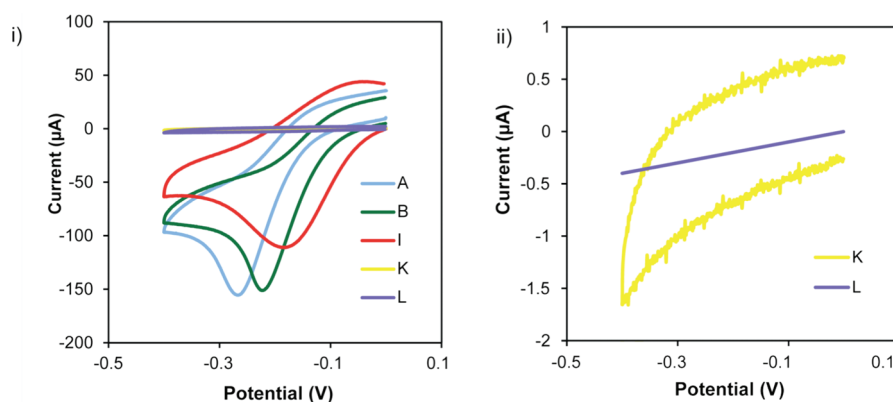 i)
100
50
0
-50
-100
-150
-200
-0.5
-0.3
-0.1
0.1
Current (µA)
Potential (V)
A
B
I
K
L
ii)
1
0.5
0
-0.5
-1
-1.5
-2
-0.5
-0.3
-0.1
0.1
Current (µA)
Potential (V)
K
L